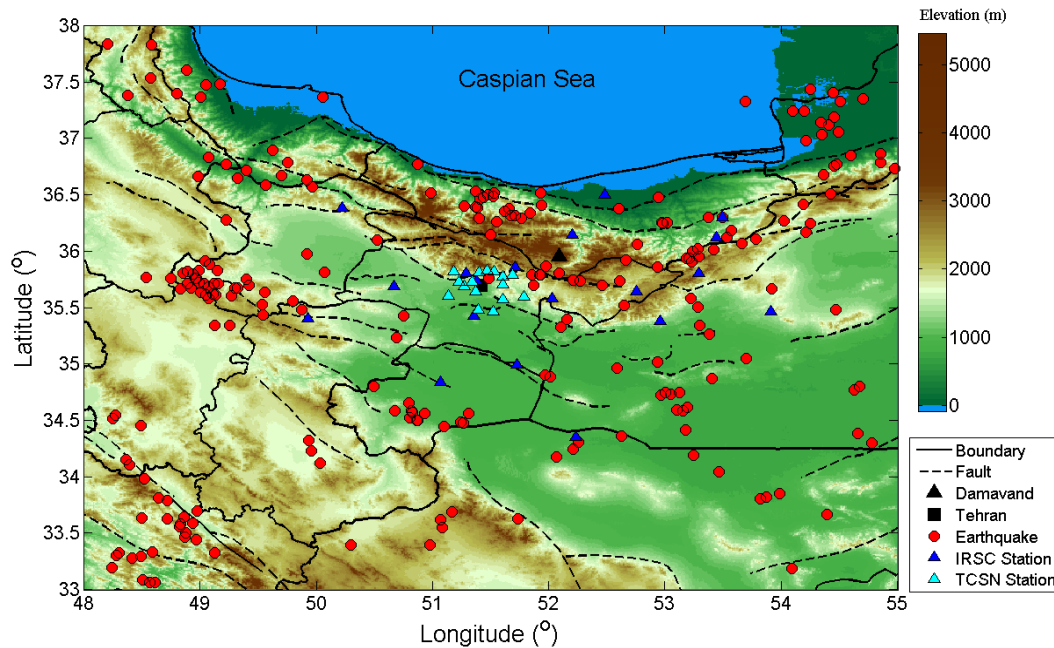 Elevation (m)
Caspian Sea
38
37.5
37
36.5
36
35.5
35
34.5
34
33.5
33
Latitude (°)
48
49
50
51
52
53
54
55
Longitude (°)
5000
4000
3000
2000
1000
0
Boundary
Fault
Damavand
Tehran
Earthquake
IRSC Station
TCSN Station